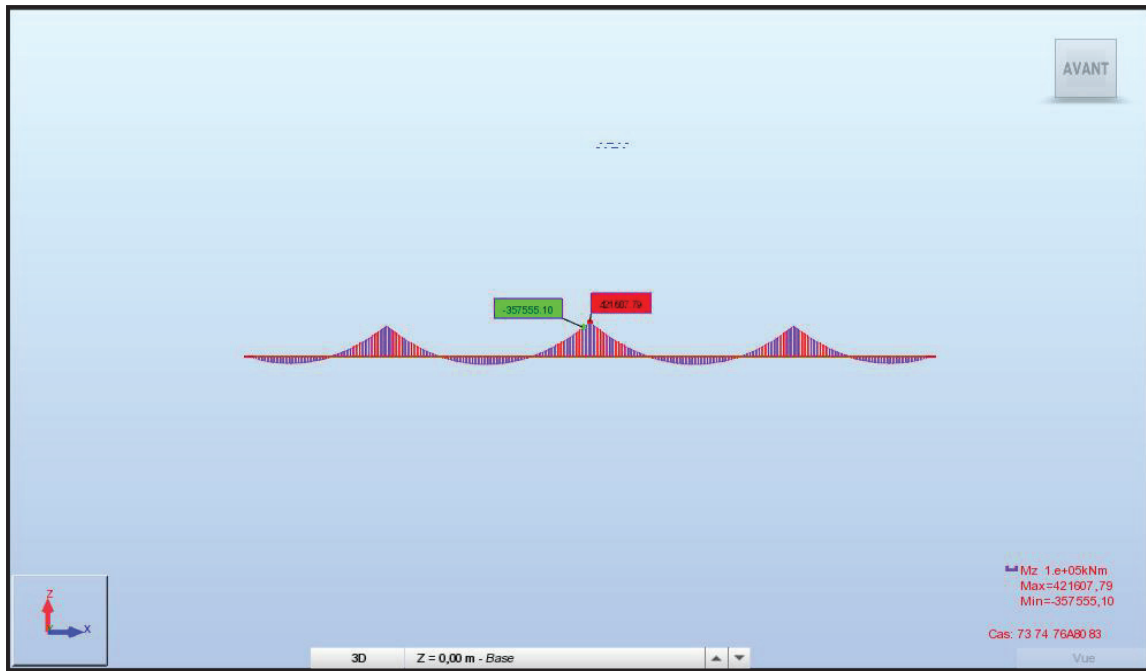 AVANT
-357555.10
421607.79
Mz 1.e+05kNm
Max=421607,79
Min=-357555,10
Cas: 73 74 76A80 83
Z
X
3D Z = 0,00 m - Base
Vue